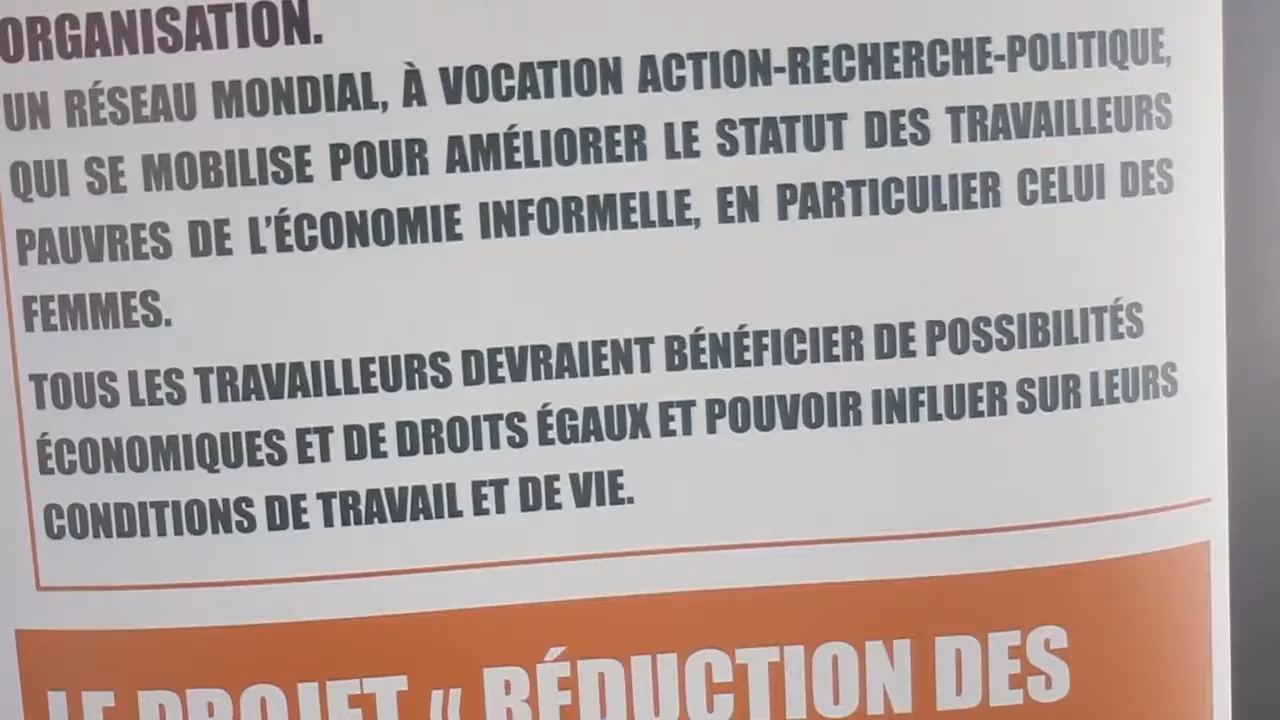 ORGANISATION.
UN RÉSEAU MONDIAL, À VOCATION ACTION-RECHERCHE-POLITIQUE,
QUI SE MOBILISE POUR AMÉLIORER LE STATUT DES TRAVAILLEURS
PAUVRES DE L'ÉCONOMIE INFORMELLE, EN PARTICULIER CELUI DES
FEMMES.
TOUS LES TRAVAILLEURS DEVRAIENT BÉNÉFICIER DE POSSIBILITÉS
ÉCONOMIQUES ET DE DROITS ÉGAUX ET POUVOIR INFLUER SUR LEURS
CONDITIONS DE TRAVAIL ET DE VIE.
LE PROJET « RÉDUCTION DES